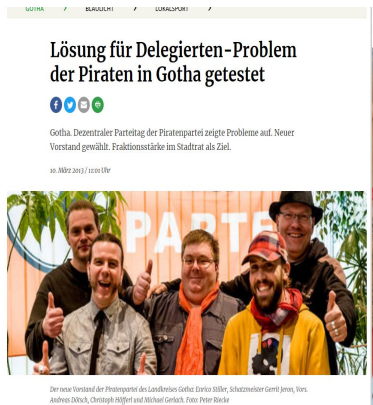 GOTHA BLAULICHT LOKALSPORT
Lösung für Delegierten-Problem
der Piraten in Gotha getestet
Gotha. Dezentraler Parteitag der Piratenpartei zeigte Probleme auf. Neuer
Vorstand gewählt. Fraktionsstärke im Stadtrat als Ziel.
10. März 2013 / 12:01 Uhr
PARTE
Der neue Vorstand der Piratenpartei des Landkreises Gotha: Enrico Stiller, Schatzmeister Gerrit Jeron, Vors.
Andreas Dötsch, Christoph Höfferl und Michael Gerlach. Foto: Peter Riecke